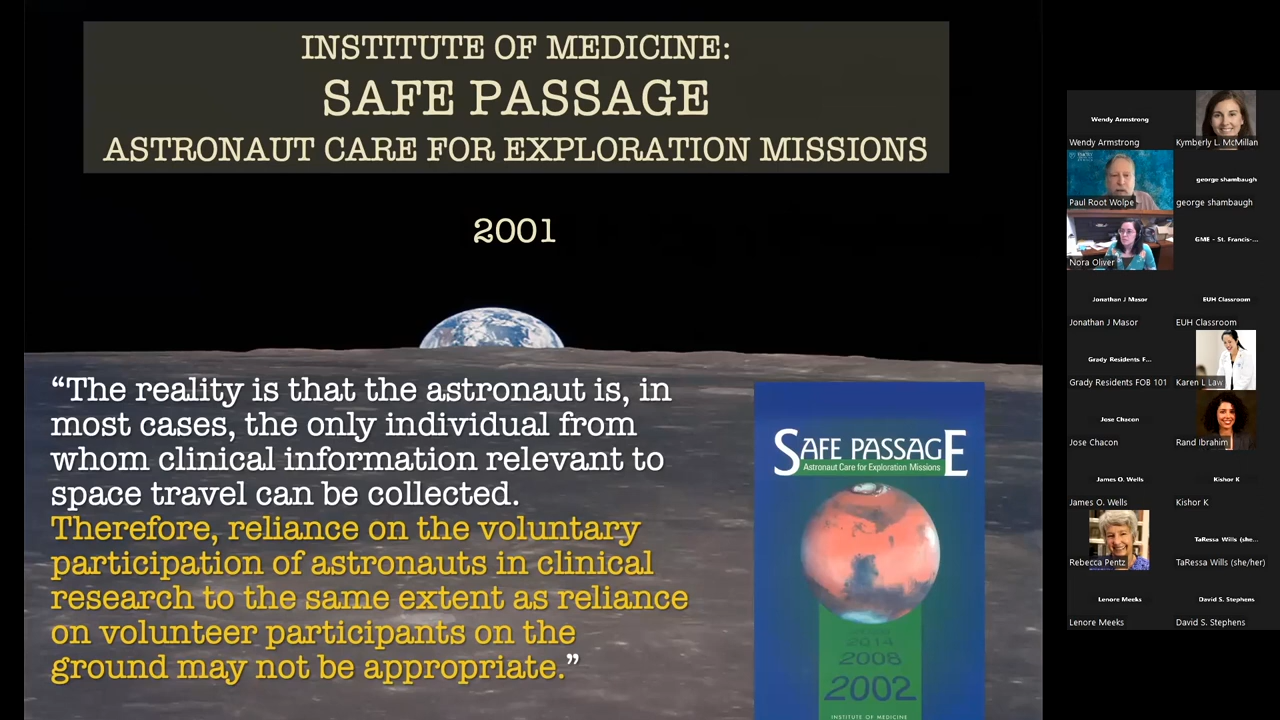 INSTITUTE OF MEDICINE:
SAFE PASSAGE
ASTRONAUT CARE FOR EXPLORATION MISSIONS
2001
“The reality is that the astronaut is, in
most cases, the only individual from
whom clinical information relevant to
space travel can be collected.
Therefore, reliance on the voluntary
participation of astronauts in clinical
research to the same extent as reliance
on volunteer participants on the
ground may not be appropriate.”
SAFE PASSAGE
Astronaut Care for Exploration Missions
2014
2008
2002
INSTITUTE OF MEDICINE
Wendy Armstrong
Wendy Armstrong
Kymberly L. McMillan
Paul Root Wolpe
george shambaugh
george shambaugh
Nora Oliver
GME - St. Francis-...
Jonathan J Masor
Jonathan J Masor
EUH Classroom
EUH Classroom
Grady Residents F...
Grady Residents FOB 101
Karen L Law
Jose Chacon
Jose Chacon
Rand Ibrahim
James O. Wells
James O. Wells
Kishor K
Kishor K
Rebecca Pentz
TaRessa Wills (she...
TaRessa Wills (she/her)
Lenore Meeks
Lenore Meeks
David S. Stephens
David S. Stephens